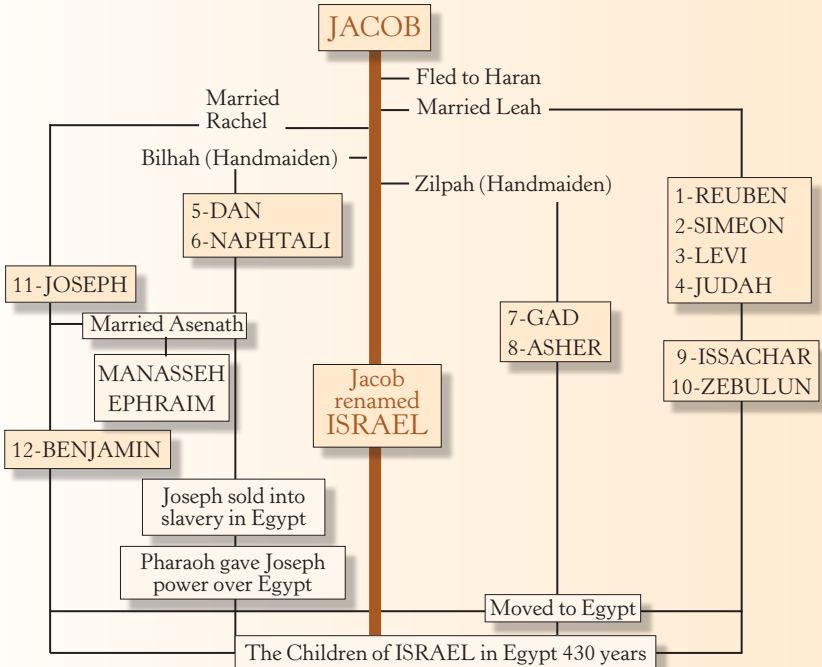 JACOB
Fled to Haran
Married Leah
Married
Rachel
Bilhah (Handmaiden)
Zilpah (Handmaiden)
1-REUBEN
2-SIMEON
3-LEVI
4-JUDAH
5-DAN
6-NAPHTALI
11-JOSEPH
7-GAD
8-ASHER
Married Asenath
9-ISSACHAR
10-ZEBULUN
MANASSEH
EPHRAIM
Jacob
renamed
ISRAEL
12-BENJAMIN
Joseph sold into
slavery in Egypt
Pharaoh gave Joseph
power over Egypt
Moved to Egypt
The Children of ISRAEL in Egypt 430 years